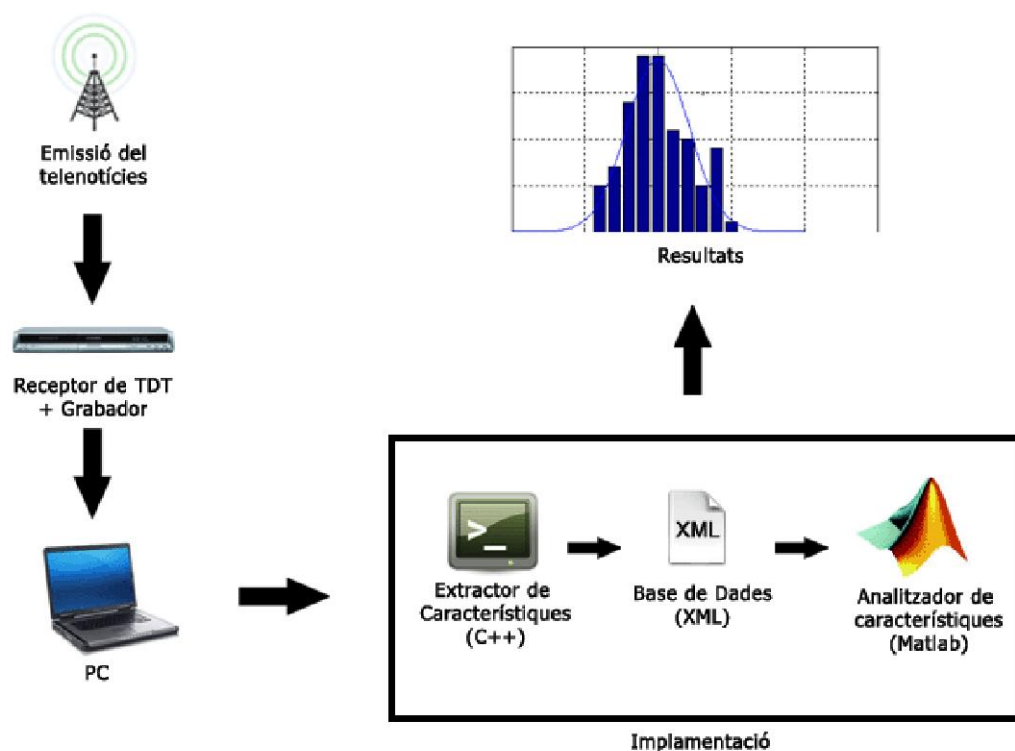 Emissió del
telenotícies
Receptor de TDT
+ Grabador
PC
Extractor de
Característiques
(C++)
XML
Base de Dades
(XML)
Analitzador de
característiques
(Matlab)
Implamentació
Resultats